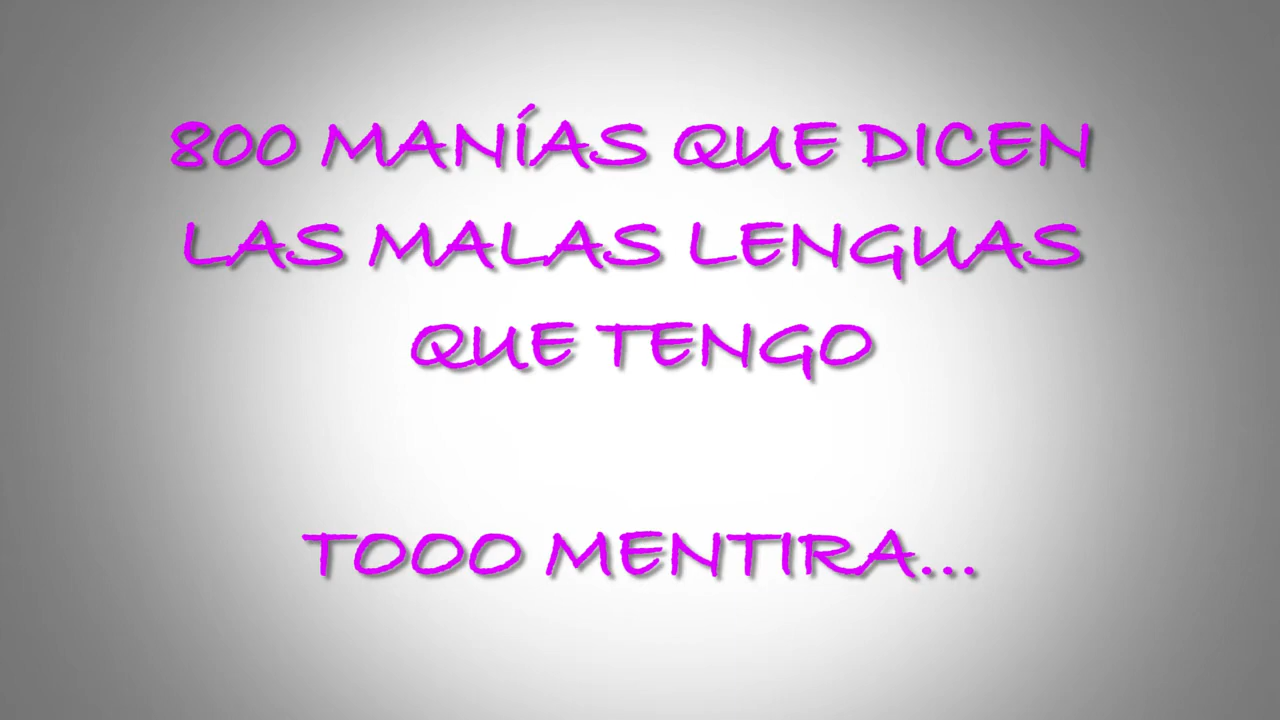 800 MANÍAS QUE DICEN
LAS MALAS LENGUAS
QUE TENGO
TOOO MENTIRA...